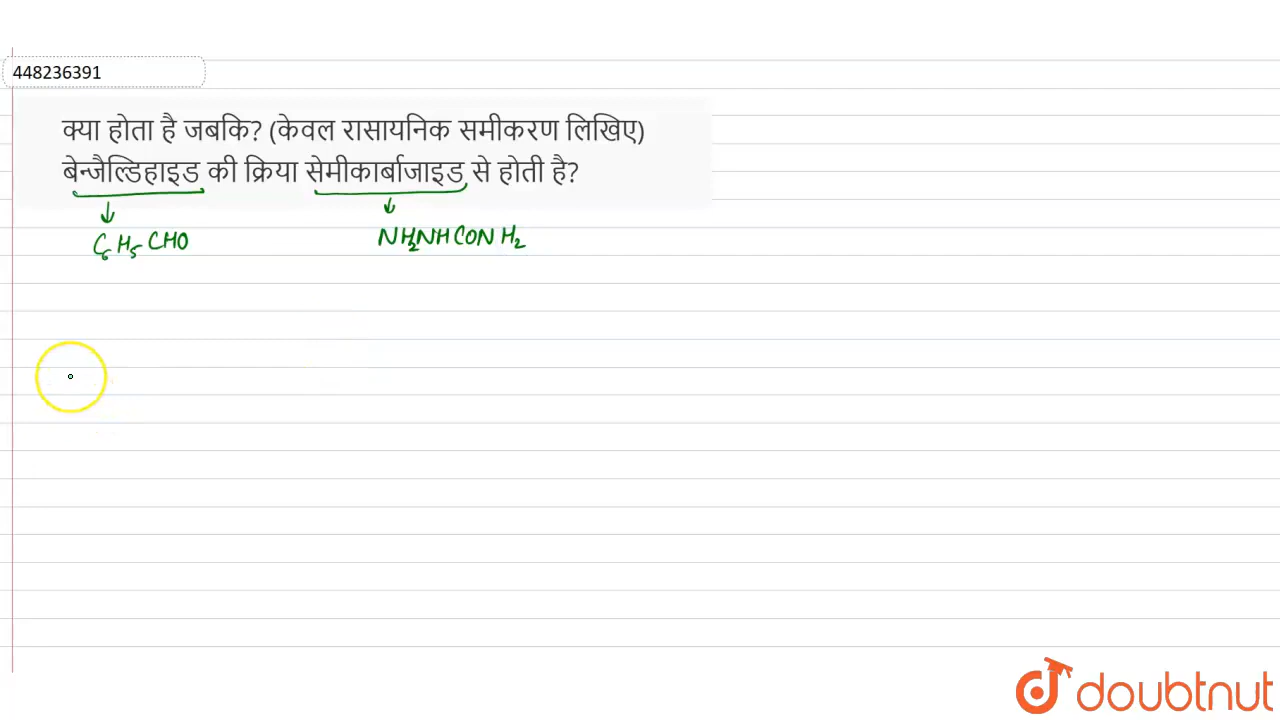 448236391
क्या होता है जबकि? (केवल रासायनिक समीकरण लिखिए)
बेन्जैल्डिहाइड की क्रिया सेमीकार्बाजाइड से होती है?
C6H5CHO NH2NHCONH2
doubtnut